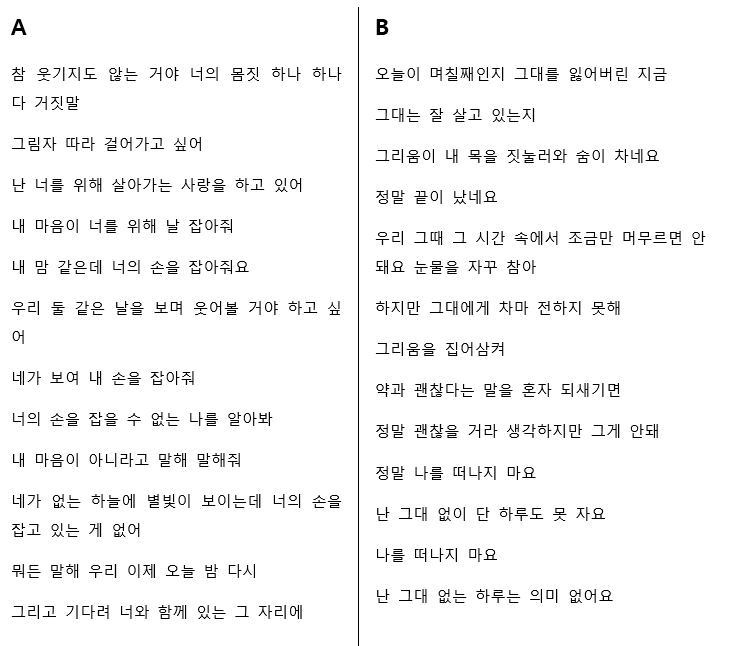 A
참 웃기지도 않는 거야 너의 몸짓 하나 하나
다 거짓말
그림자 따라 걸어가고 싶어
난 너를 위해 살아가는 사랑을 하고 있어
내 마음이 너를 위해 날 잡아줘
내 맘 같은데 너의 손을 잡아줘요
우리 둘 같은 날을 보며 웃어볼 거야 하고 싶
어
네가 보여 내 손을 잡아줘
너의 손을 잡을 수 없는 나를 알아봐
내 마음이 아니라고 말해 말해줘
네가 없는 하늘에 별빛이 보이는데 너의 손을
잡고 있는 게 없어
뭐든 말해 우리 이제 오늘 밤 다시
그리고 기다려 너와 함께 있는 그 자리에
B
오늘이 며칠째인지 그대를 잃어버린 지금
그대는 잘 살고 있는지
그리움이 내 목을 짓눌러와 숨이 차네요
정말 끝이 났네요
우리 그때 그 시간 속에서 조금만 머무르면 안
돼요 눈물을 자꾸 참아
하지만 그대에게 차마 전하지 못해
그리움을 집어삼켜
약과 괜찮다는 말을 혼자 되새기면
정말 괜찮을 거라 생각하지만 그게 안돼
정말 나를 떠나지 마요
난 그대 없이 단 하루도 못 자요
나를 떠나지 마요
난 그대 없는 하루는 의미 없어요